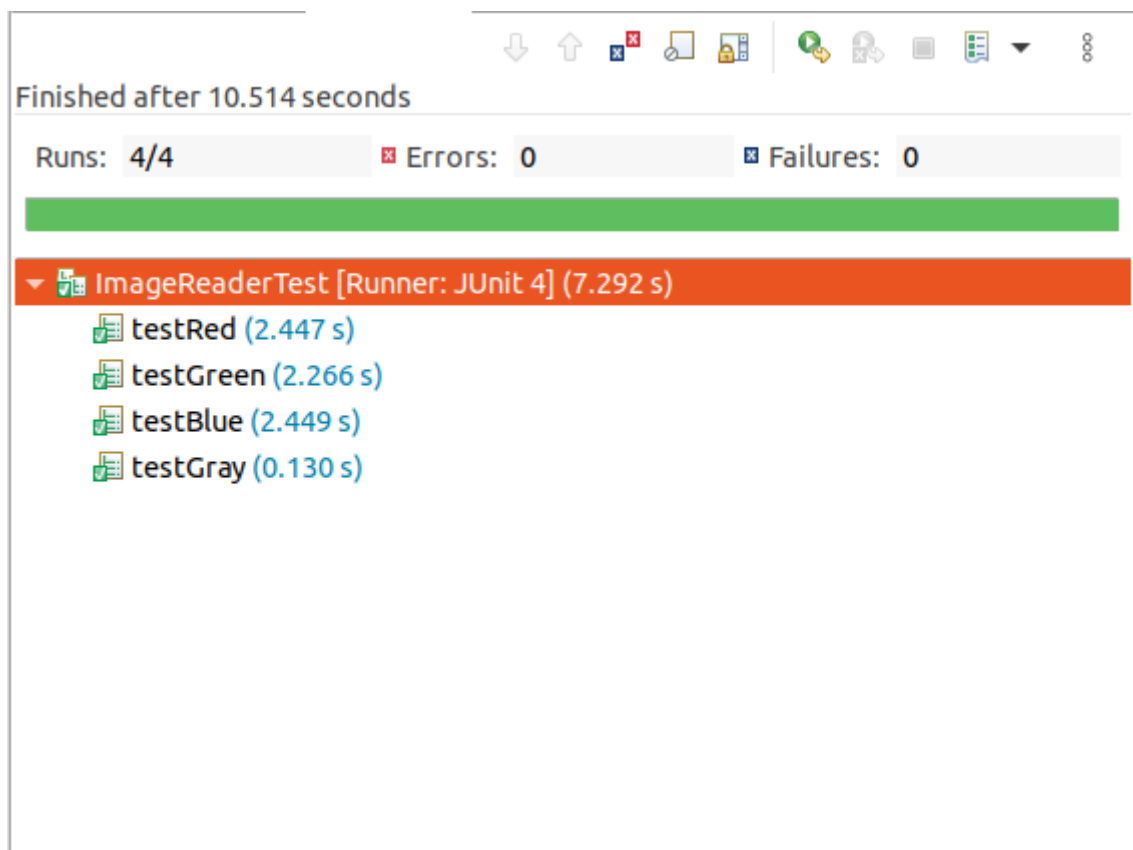 Finished after 10.514 seconds
Runs: 4/4 Errors: 0 Failures: 0
ImageReaderTest [Runner: JUnit 4] (7.292 s)
testRed (2.447 s)
testGreen (2.266 s)
testBlue (2.449 s)
testGray (0.130 s)